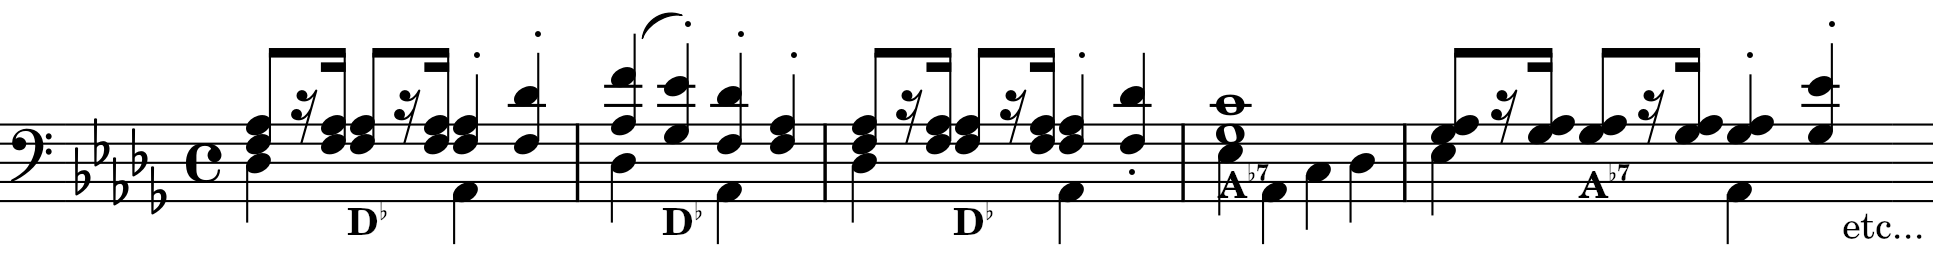 D♭ D♭ D♭ A♭7 A♭7
etc...